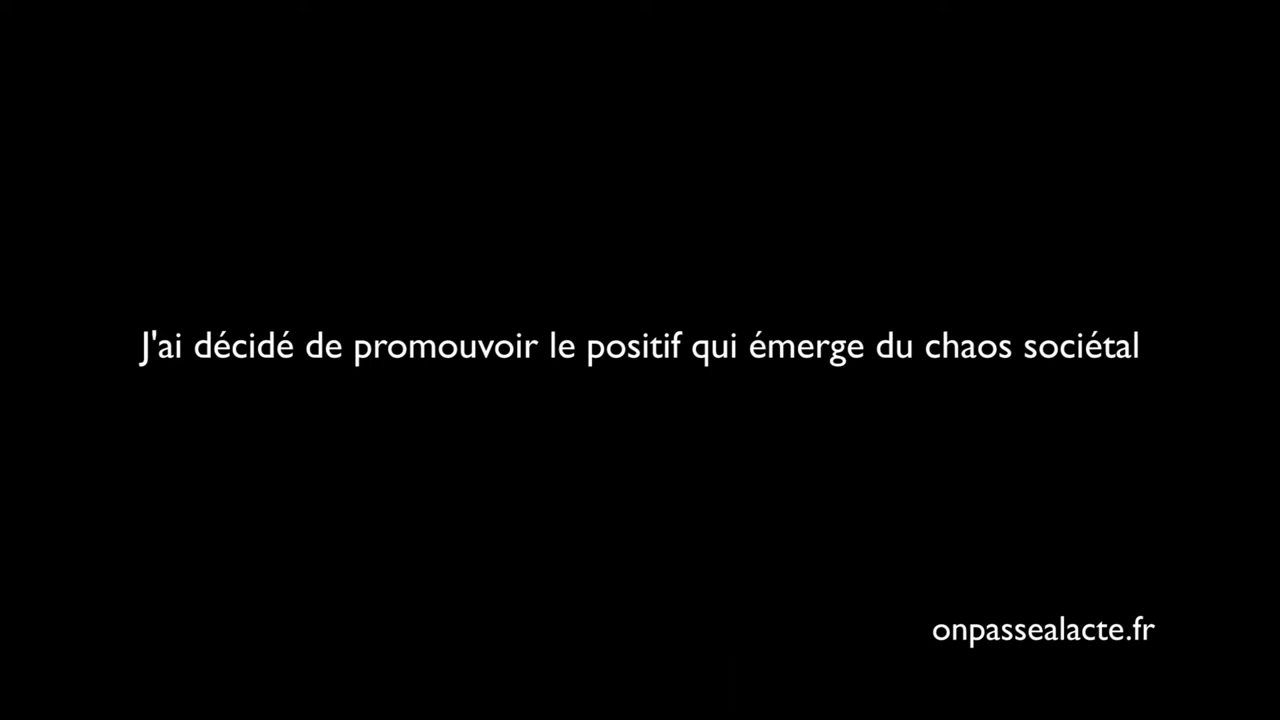 J'ai décidé de promouvoir le positif qui émerge du chaos sociétal
onpassealacte.fr